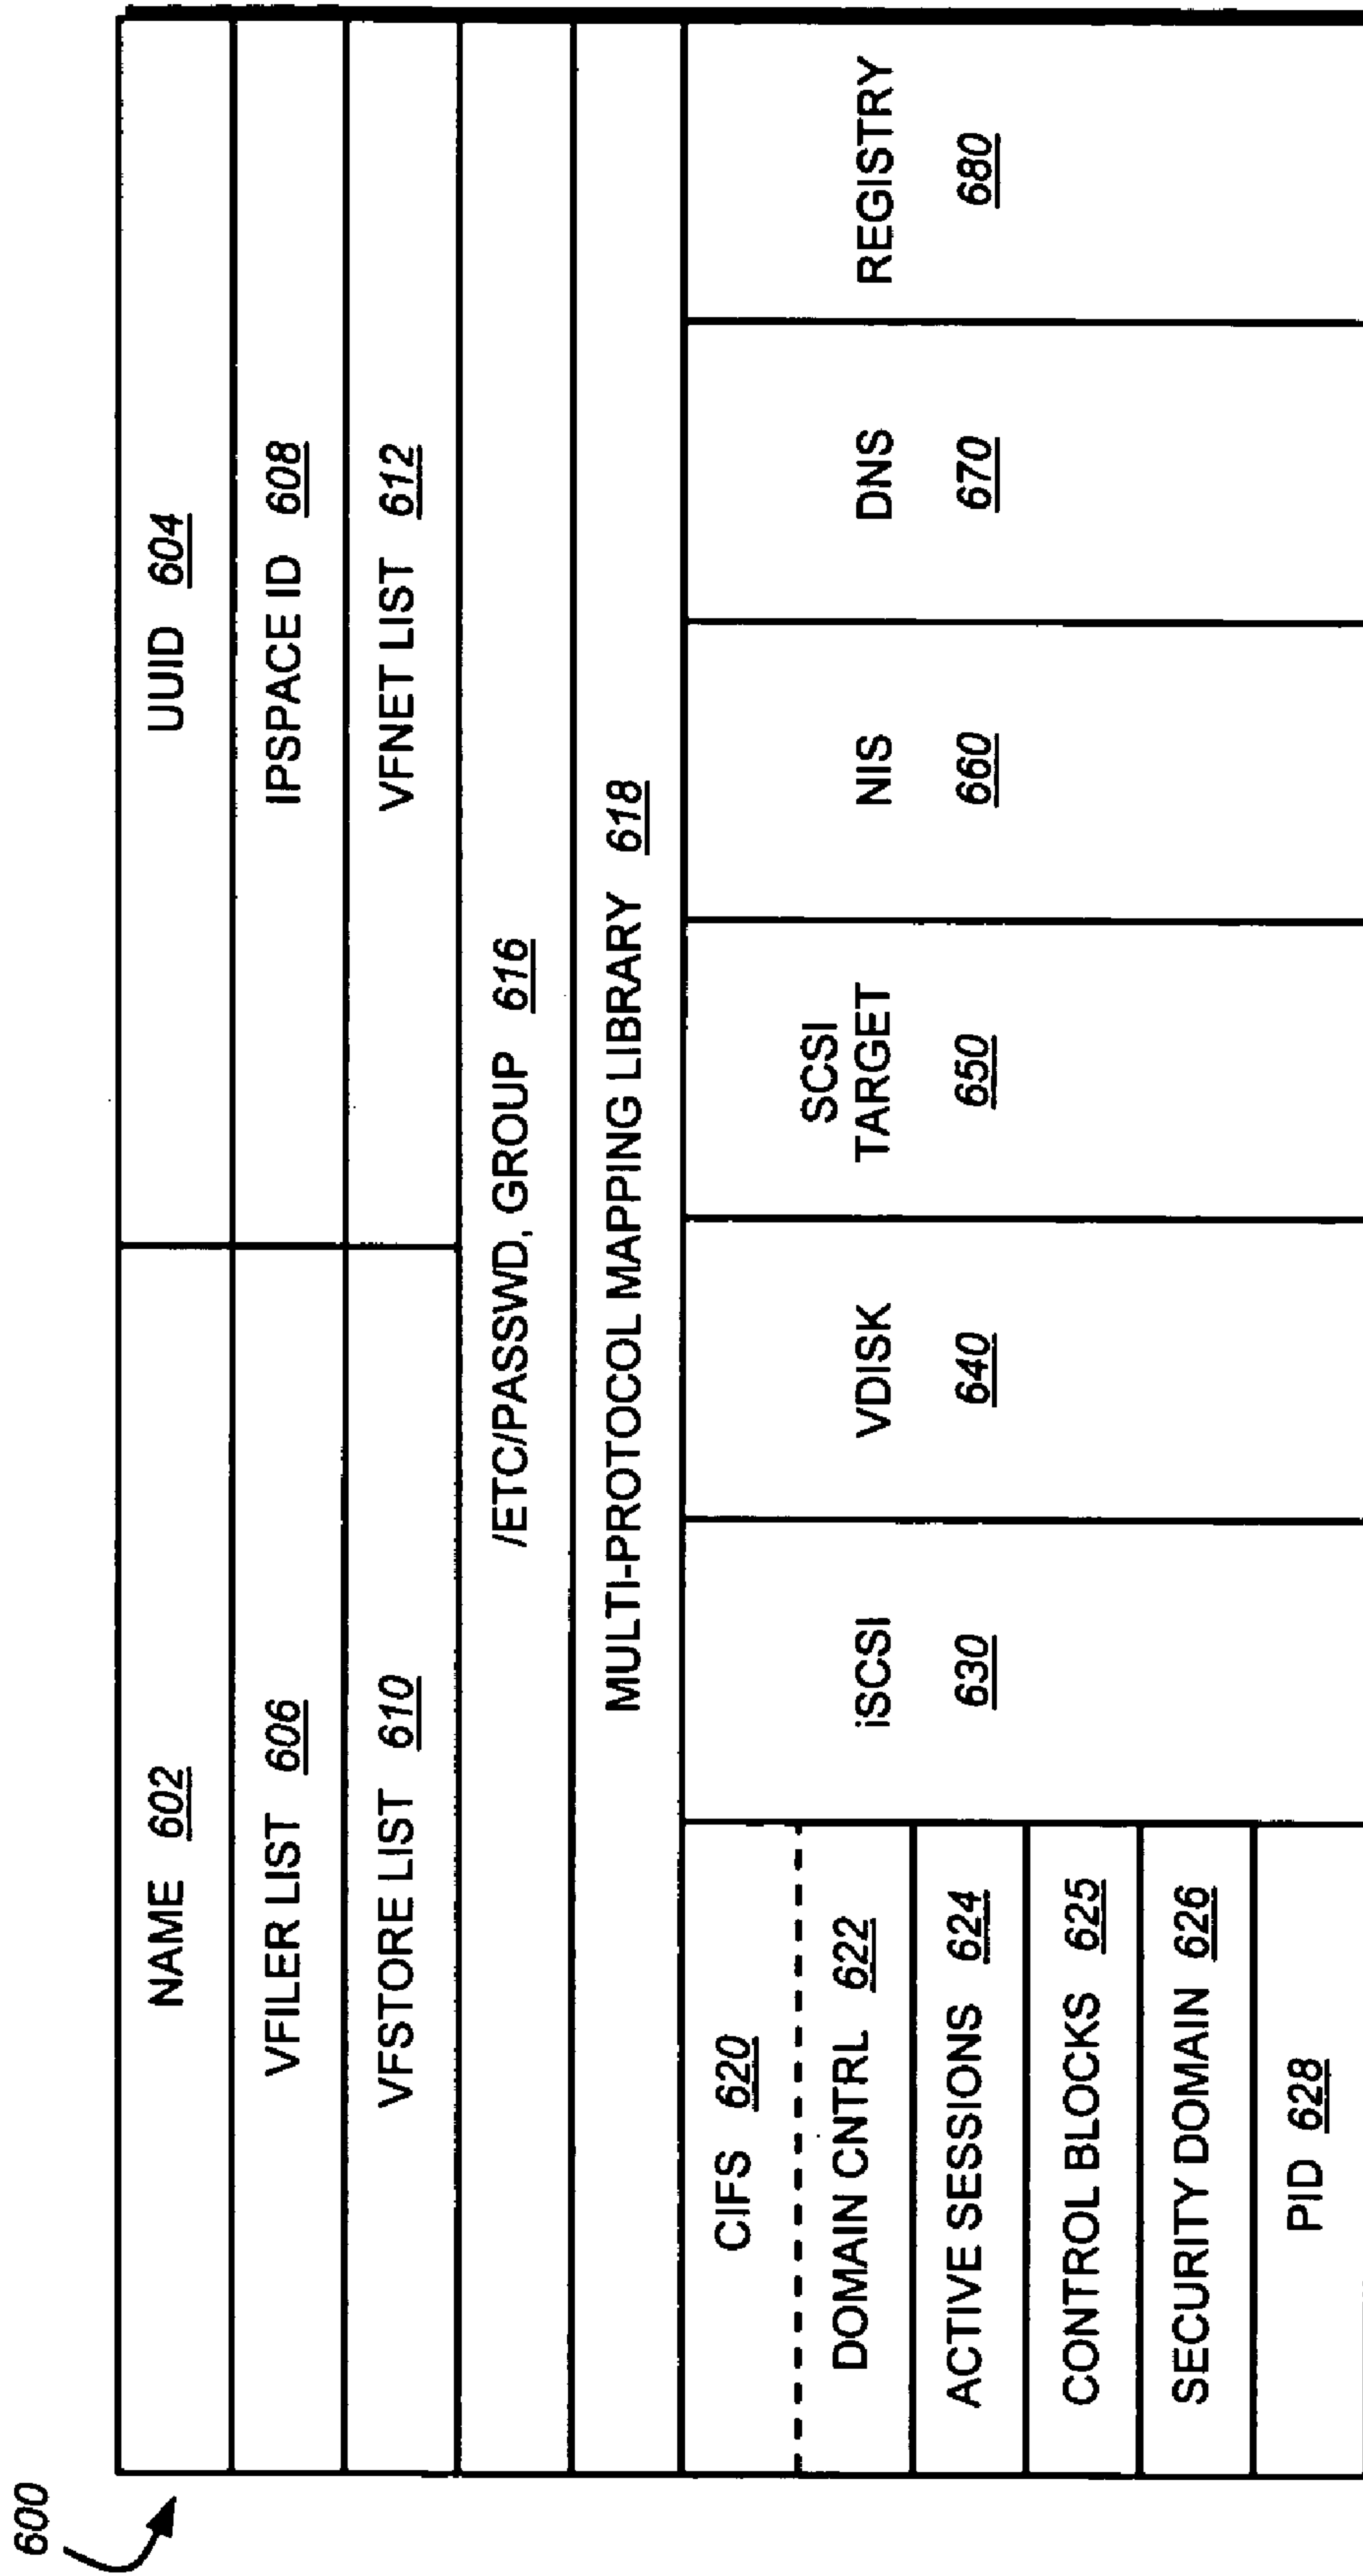 600
NAME 602
UUID 604
VFILER LIST 606
IPSPACE ID 608
VFSTORE LIST 610
VFNET LIST 612
/ETC/PASSWD, GROUP 616
MULTI-PROTOCOL MAPPING LIBRARY 618
CIFS 620
DOMAIN CNTRL 622
ACTIVE SESSIONS 624
CONTROL BLOCKS 625
SECURITY DOMAIN 626
PID 628
iSCSI
630
VDISK
640
SCSI
TARGET
650
NIS
660
DNS
670
REGISTRY
680